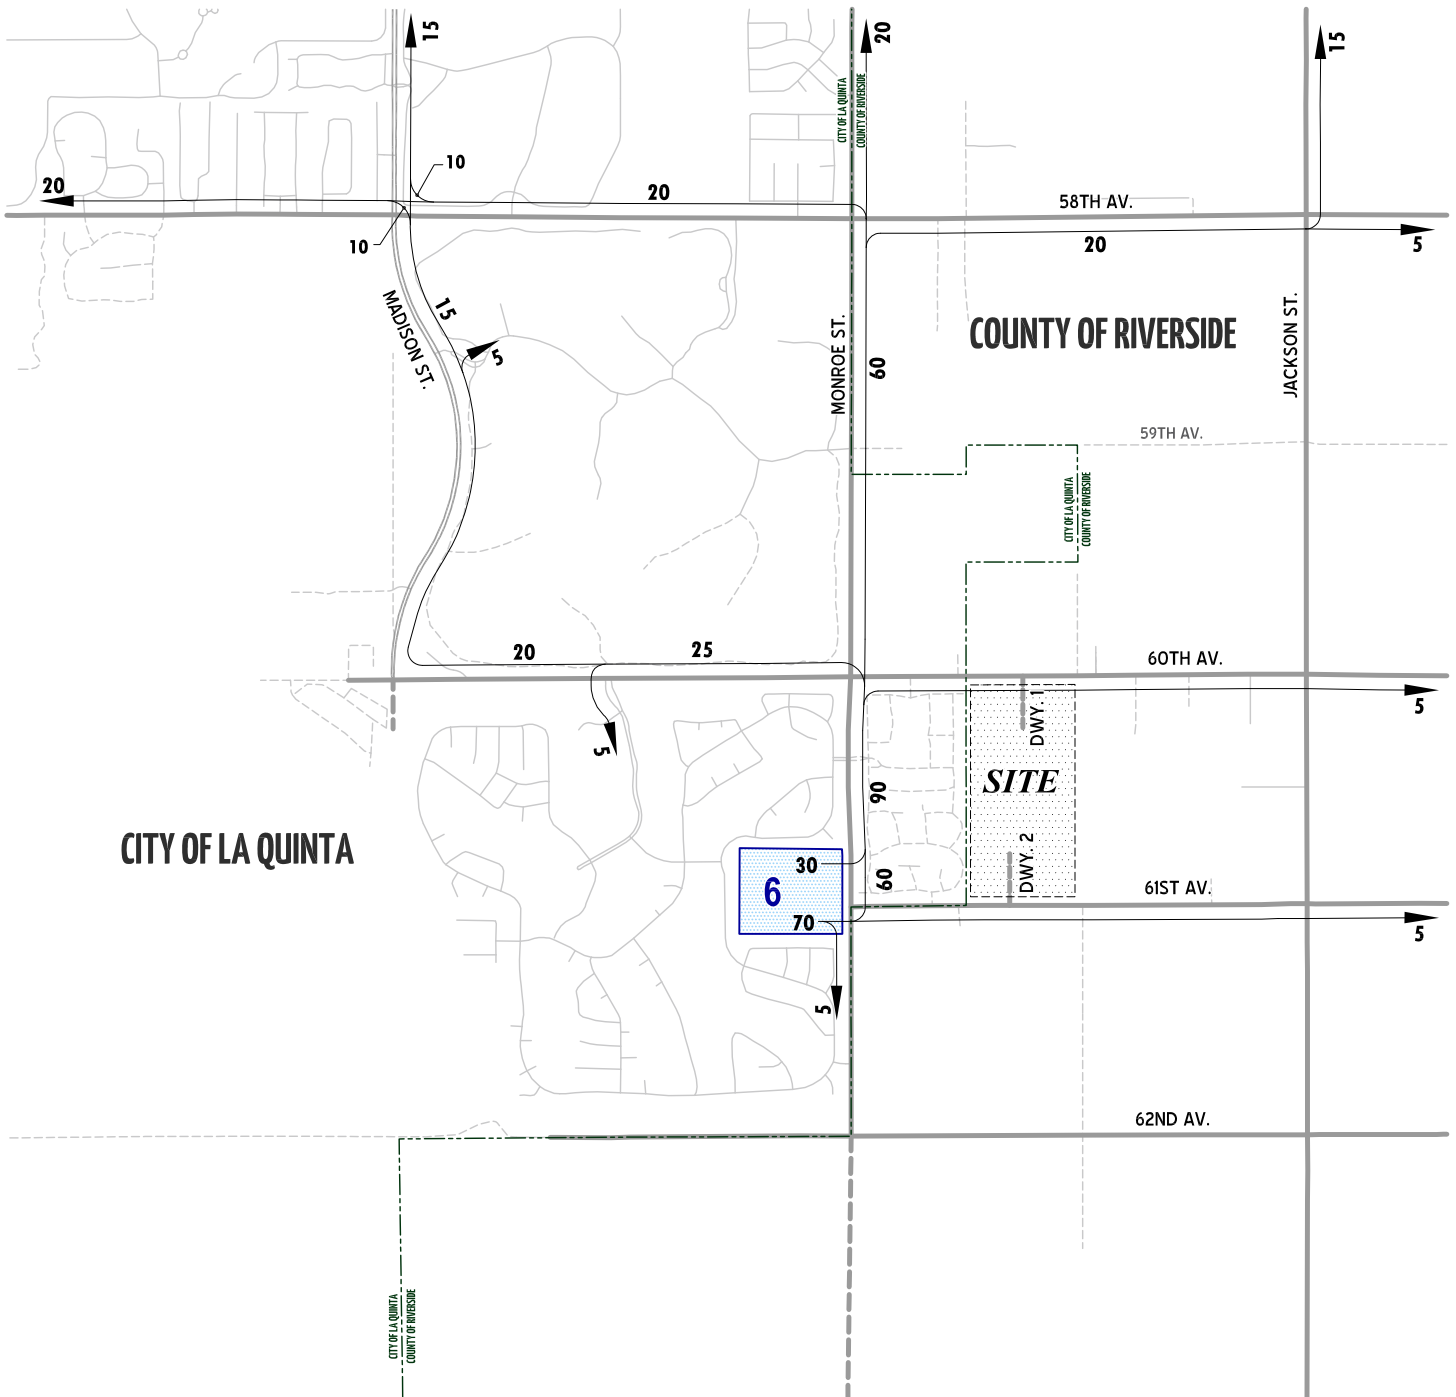 15
20
15
CITY OF LA QUINTA
COUNTY OF RIVERSIDE
10
20
20
58TH AV.
10
20
5
MADISON ST.
15
5
MONROE ST.
60
COUNTY OF RIVERSIDE
JACKSON ST.
59TH AV.
CITY OF LA QUINTA
COUNTY OF RIVERSIDE
20
25
60TH AV.
5
5
DWY. 1
SITE
90
CITY OF LA QUINTA
30
6
60
DWY. 2
61ST AV.
70
5
5
62ND AV.
CITY OF LA QUINTA
COUNTY OF RIVERSIDE